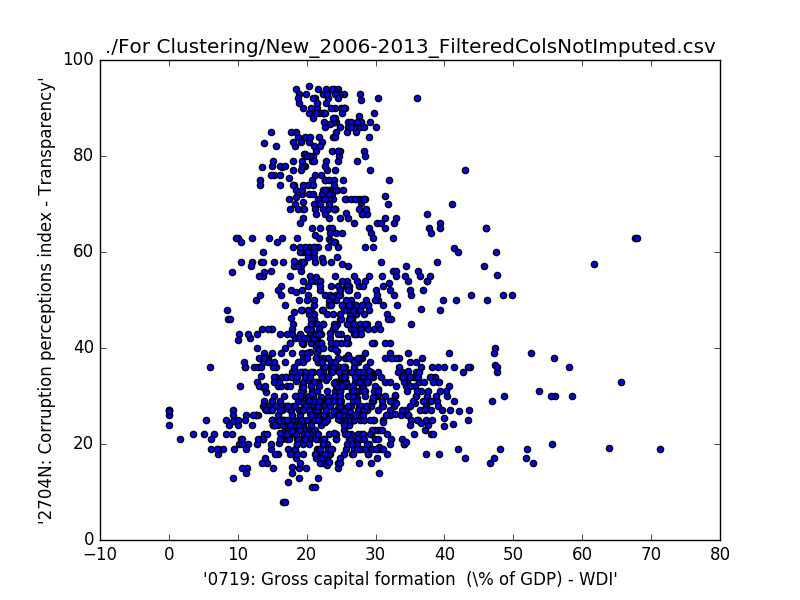 ./For Clustering/New_2006-2013_FilteredColsNotImputed.csv
100
80
60
40
20
0
'2704N: Corruption perceptions index - Transparency'
−10 0 10 20 30 40 50 60 70 80
'0719: Gross capital formation  (\% of GDP) - WDI'